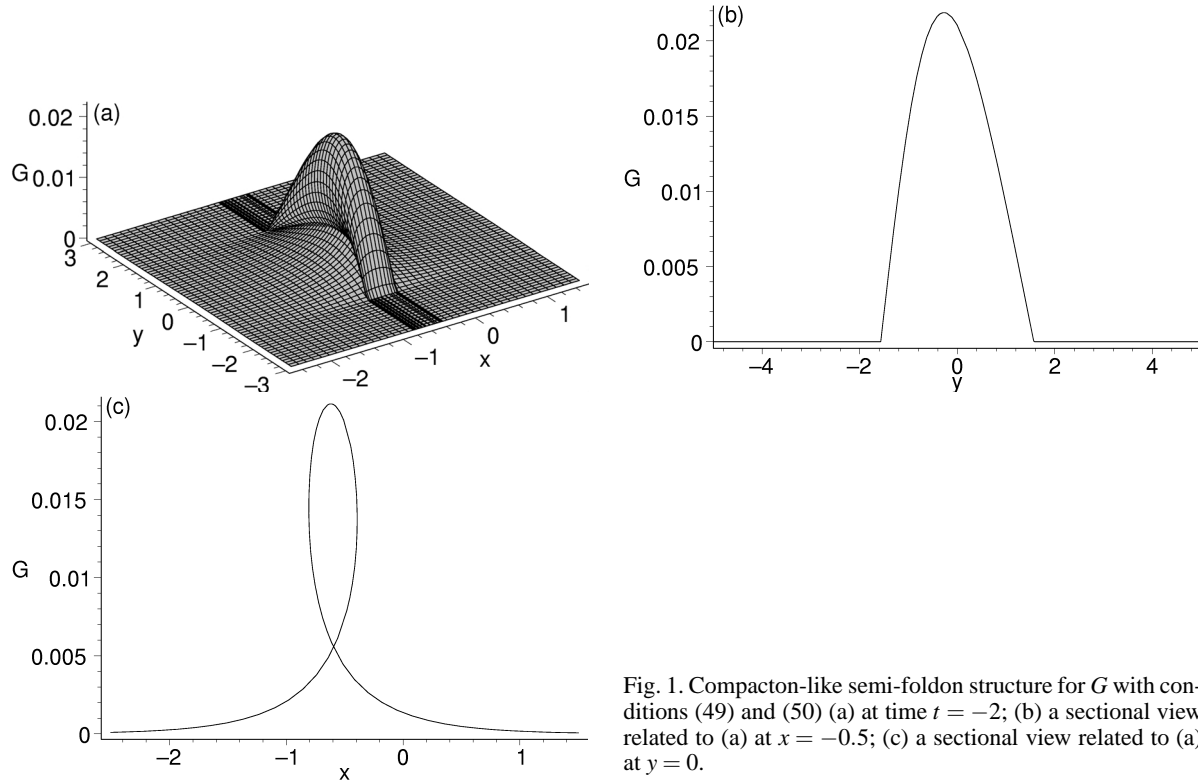 (a)
0.02
G 0.01
0
3
2
1
0
−1
−2
−3
y
−2
−1
0
1
x
(b)
0.02
0.015
G
0.01
0.005
0
−4
−2
0
2
4
y
(c)
0.02
0.015
G
0.01
0.005
0
−2
−1
0
1
x
Fig. 1. Compacton-like semi-foldon structure for G with con-
ditions (49) and (50) (a) at time t = −2; (b) a sectional view
related to (a) at x = −0.5; (c) a sectional view related to (a)
at y = 0.